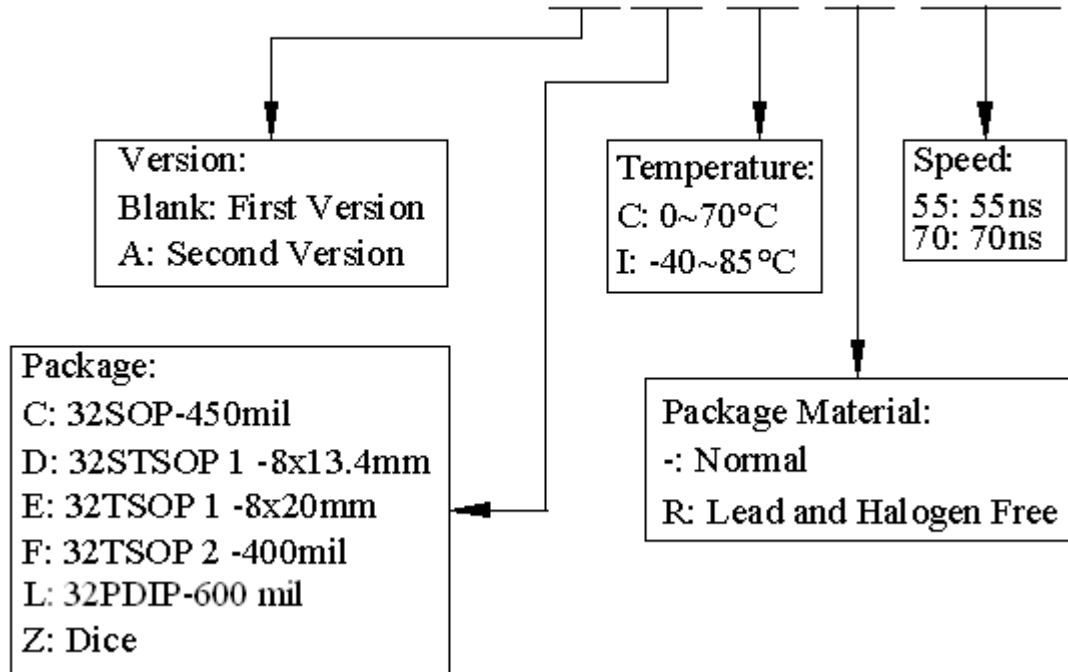 Version:
Blank: First Version
A: Second Version
Temperature:
C: 0~70°C
I: -40~85°C
Speed:
55: 55ns
70: 70ns
Package:
C: 32SOP-450mil
D: 32STSOP 1 -8x13.4mm
E: 32TSOP 1 -8x20mm
F: 32TSOP 2 -400mil
L: 32PDIP-600 mil
Z: Dice
Package Material:
-: Normal
R: Lead and Halogen Free